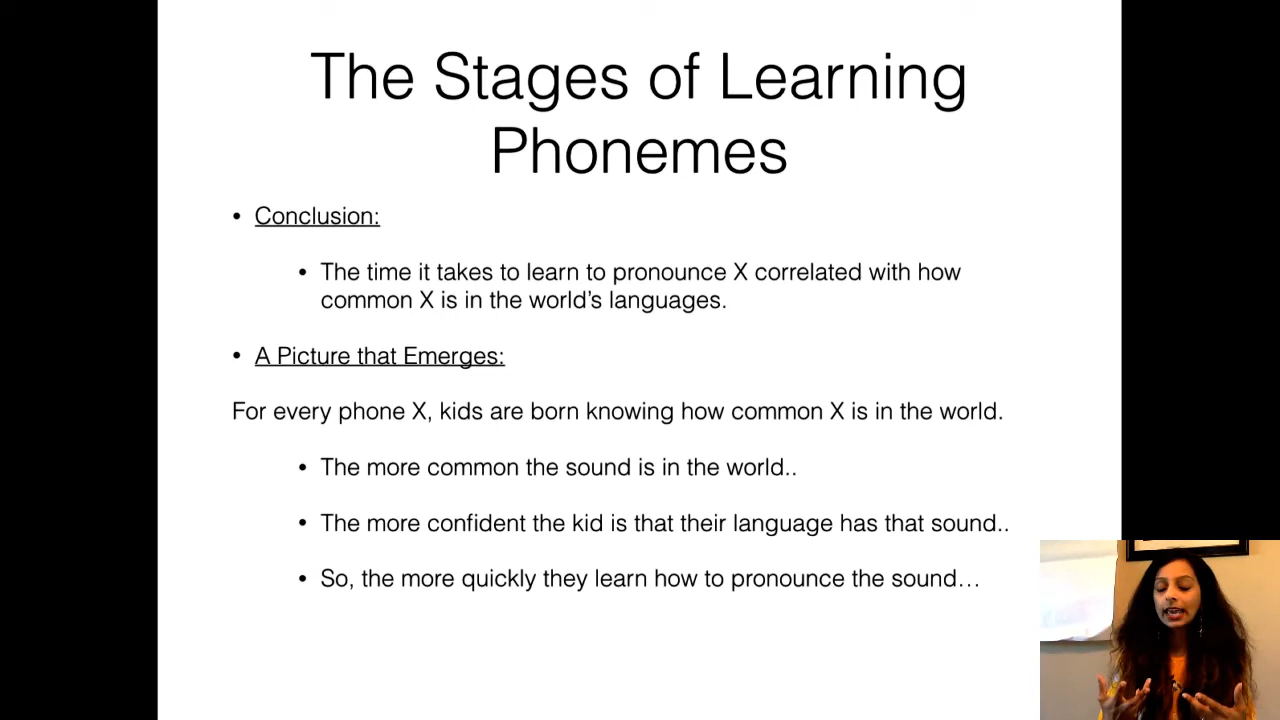 The Stages of Learning
Phonemes
• Conclusion:
• The time it takes to learn to pronounce X correlated with how
common X is in the world's languages.
• A Picture that Emerges:
For every phone X, kids are born knowing how common X is in the world.
• The more common the sound is in the world..
• The more confident the kid is that their language has that sound..
• So, the more quickly they learn how to pronounce the sound…